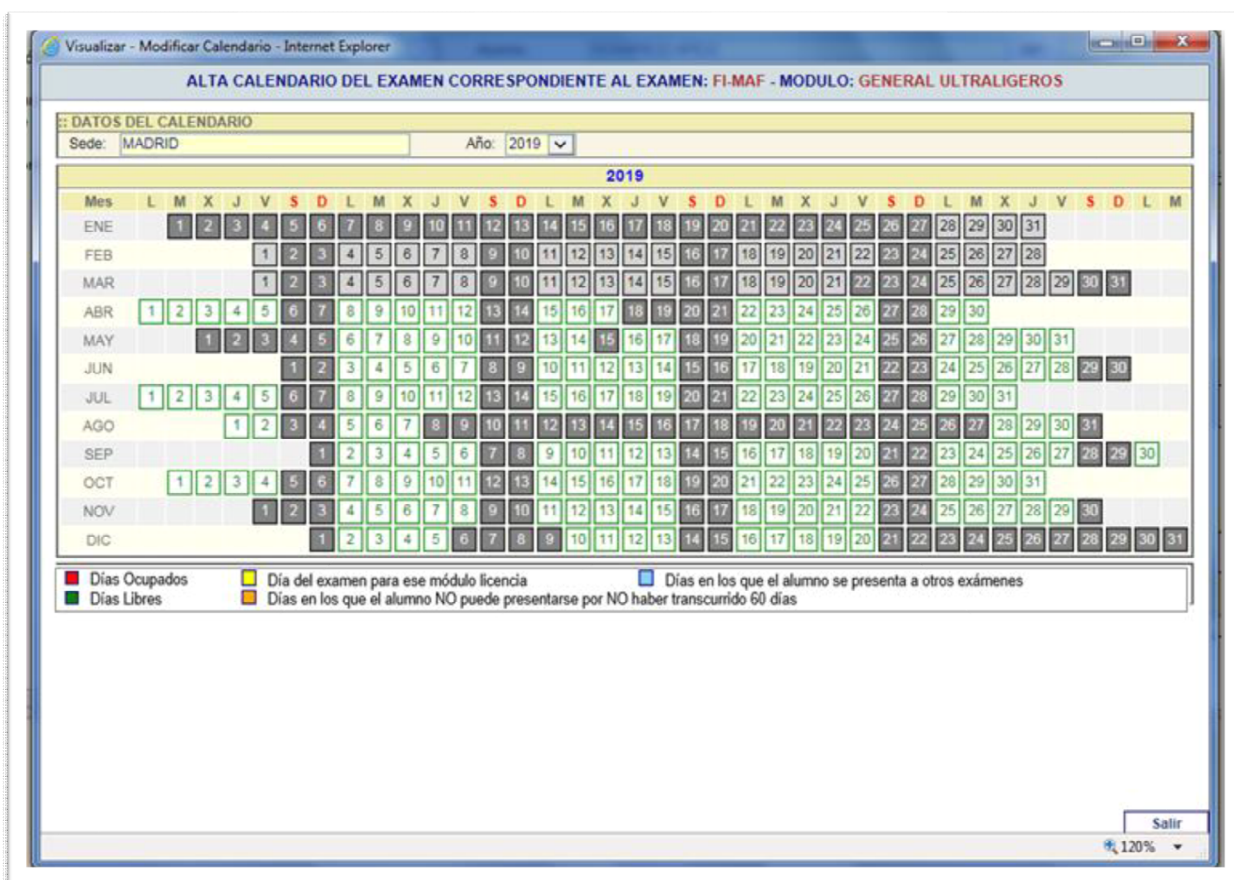 Visualizar - Modificar Calendario - Internet Explorer
ALTA CALENDARIO DEL EXAMEN CORRESPONDIENTE AL EXAMEN: FI-MAF - MODULO: GENERAL ULTRALIGEROS
:: DATOS DEL CALENDARIO
Sede: MADRID Año: 2019
2019
Mes L M X J V S D L M X J V S D L M X J V S D L M X J V S D L M X J V S D L M
ENE 1 2 3 4 5 6 7 8 9 10 11 12 13 14 15 16 17 18 19 20 21 22 23 24 25 26 27 28 29 30 31
FEB 1 2 3 4 5 6 7 8 9 10 11 12 13 14 15 16 17 18 19 20 21 22 23 24 25 26 27 28
MAR 1 2 3 4 5 6 7 8 9 10 11 12 13 14 15 16 17 18 19 20 21 22 23 24 25 26 27 28 29 30 31
ABR 1 2 3 4 5 6 7 8 9 10 11 12 13 14 15 16 17 18 19 20 21 22 23 24 25 26 27 28 29 30
MAY 1 2 3 4 5 6 7 8 9 10 11 12 13 14 15 16 17 18 19 20 21 22 23 24 25 26 27 28 29 30 31
JUN 1 2 3 4 5 6 7 8 9 10 11 12 13 14 15 16 17 18 19 20 21 22 23 24 25 26 27 28 29 30
JUL 1 2 3 4 5 6 7 8 9 10 11 12 13 14 15 16 17 18 19 20 21 22 23 24 25 26 27 28 29 30 31
AGO 1 2 3 4 5 6 7 8 9 10 11 12 13 14 15 16 17 18 19 20 21 22 23 24 25 26 27 28 29 30 31
SEP 1 2 3 4 5 6 7 8 9 10 11 12 13 14 15 16 17 18 19 20 21 22 23 24 25 26 27 28 29 30
OCT 1 2 3 4 5 6 7 8 9 10 11 12 13 14 15 16 17 18 19 20 21 22 23 24 25 26 27 28 29 30 31
NOV 1 2 3 4 5 6 7 8 9 10 11 12 13 14 15 16 17 18 19 20 21 22 23 24 25 26 27 28 29 30
DIC 1 2 3 4 5 6 7 8 9 10 11 12 13 14 15 16 17 18 19 20 21 22 23 24 25 26 27 28 29 30 31
Días Ocupados Día del examen para ese módulo licencia Días en los que el alumno se presenta a otros exámenes
Días Libres Días en los que el alumno NO puede presentarse por NO haber transcurrido 60 días
Salir
120%